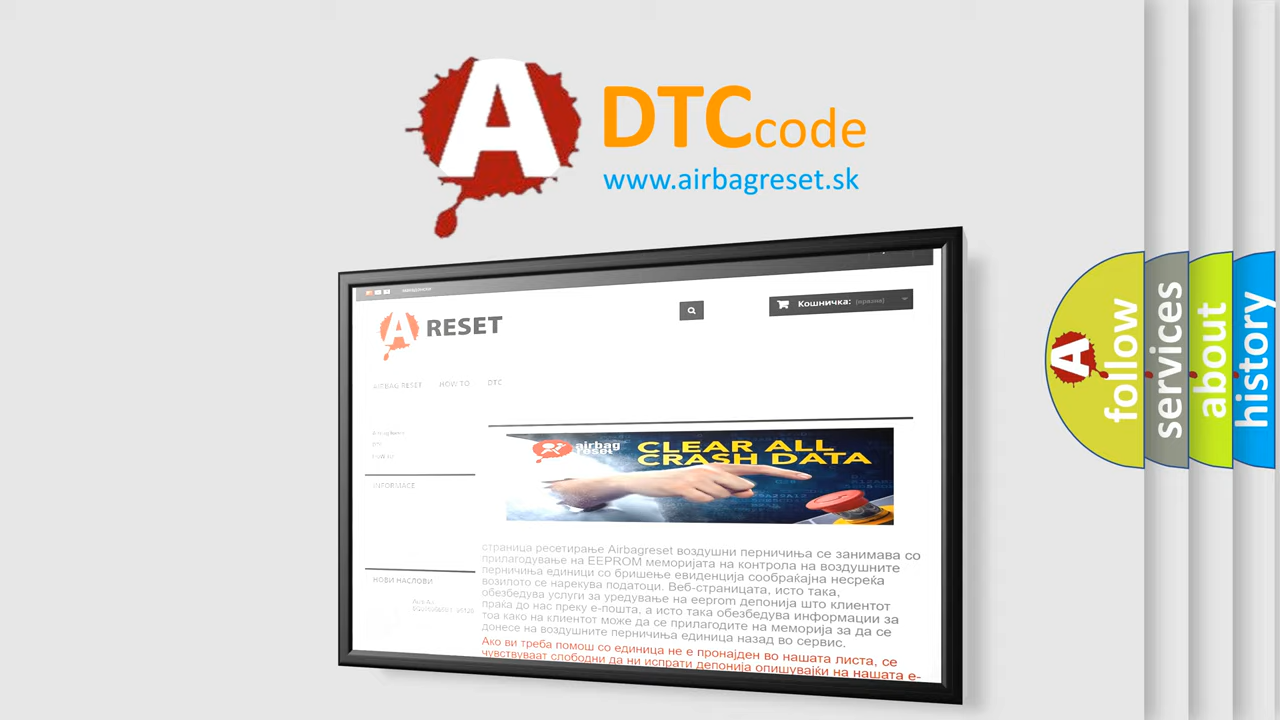 A
DTC code
www.airbagreset.sk
Кошничка: (празна)
A RESET
AIRBAG RESET HOW TO DTC
airbag
reset
CLEAR ALL
CRASH DATA
INFORMACE
страница ресетирање Airbagreset воздушни перничиња се занимава со
прилагодување на EEPROM меморијата на контрола на воздушните
перничиња единици со бришење евиденција сообраќајна несреќа
возилото се нарекува податоци. Веб-страницата, исто така,
обезбедува услуги за уредување на eeprom депонија што клиентот
праќа до нас преку е-пошта, а исто така обезбедува информации за
тоа како на клиентот може да се прилагодите на меморија за да се
донесе на воздушните перничиња единица назад во сервис.
Ако ви треба помош со единица не е пронајден во нашата листа, се
чувствуваат слободни да ни испрати депонија опишувајќи на нашата е-
НОВИ НАСЛОВИ
A
follow
services
about
history